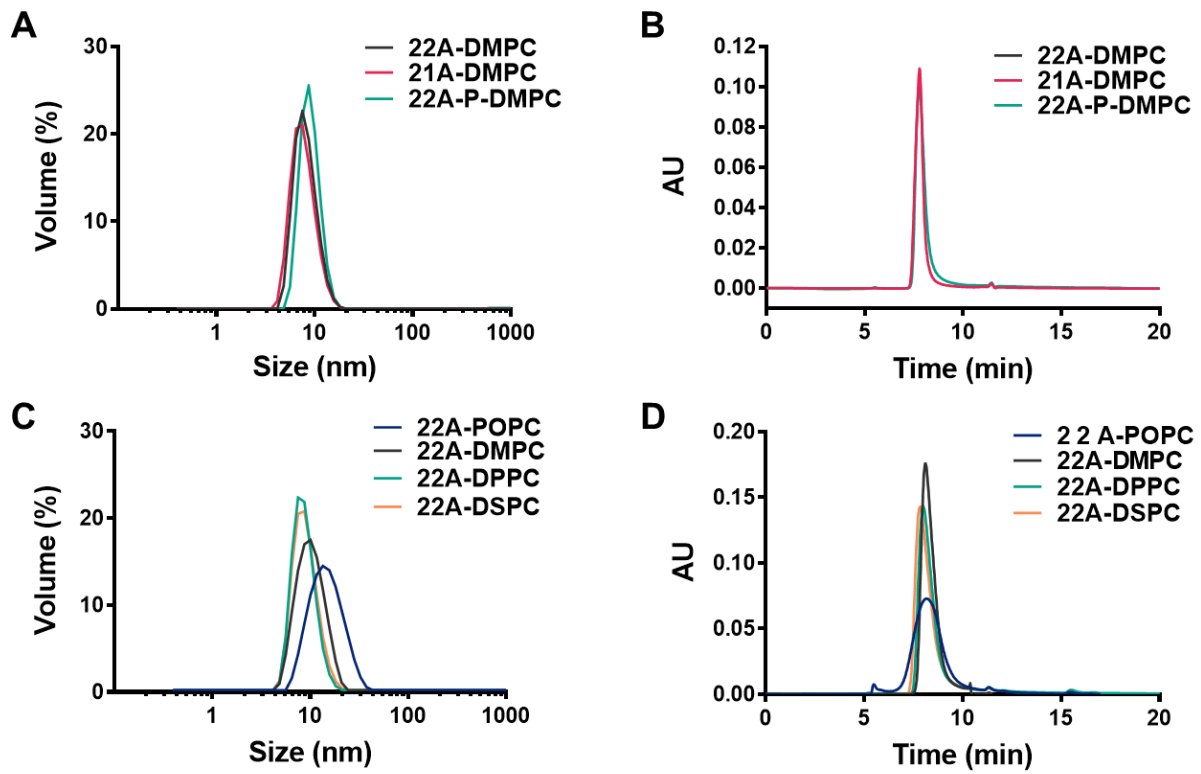 A
30
20
10
0
Volume (%)
22A-DMPC
21A-DMPC
22A-P-DMPC
1
10
100
1000
Size (nm)
B
0.12
0.10
0.08
0.06
0.04
0.02
0.00
AU
22A-DMPC
21A-DMPC
22A-P-DMPC
0
5
10
15
20
Time (min)
C
30
20
10
0
Volume (%)
22A-POPC
22A-DMPC
22A-DPPC
22A-DSPC
1
10
100
1000
Size (nm)
D
0.20
0.15
0.10
0.05
0.00
AU
2 2 A-POPC
22A-DMPC
22A-DPPC
22A-DSPC
0
5
10
15
20
Time (min)